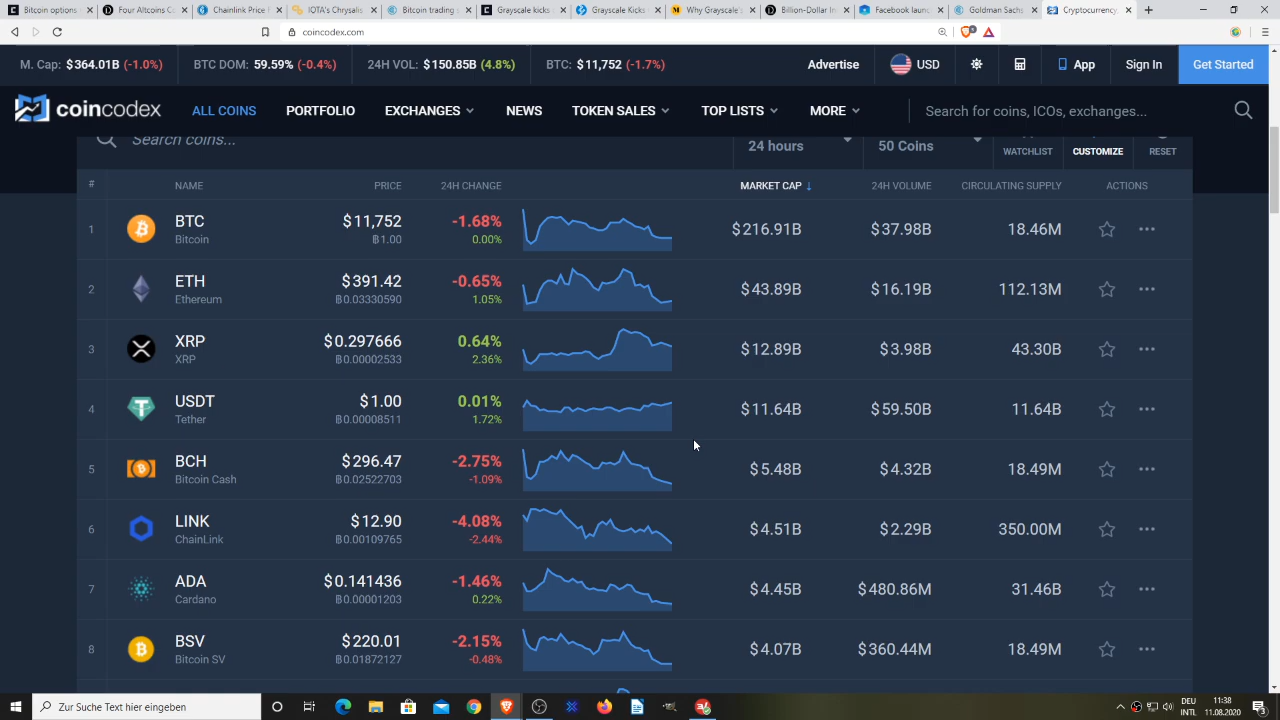 Bitcoin options
Four Altcoins Co
Chainlink Price F
IOTA's Chrysalis
Bitcoin trading s
Grayscale kicks
Grayscale Kicks
Why Grayscale's
Billion-Dollar In
Facebook launc
Goldman Sachs
Cryptocurrency
coincodex.com
M. Cap: $364.01B (-1.0%)
BTC DOM: 59.59% (-0.4%)
24H VOL: $150.85B (4.8%)
BTC: $11,752 (-1.7%)
Advertise
USD
App
Sign In
Get Started
coincodex
ALL COINS
PORTFOLIO
EXCHANGES
NEWS
TOKEN SALES
TOP LISTS
MORE
Search for coins, ICOs, exchanges...
Search coins...
24 hours
50 Coins
WATCHLIST
CUSTOMIZE
RESET
# NAME PRICE 24H CHANGE MARKET CAP ↓ 24H VOLUME CIRCULATING SUPPLY ACTIONS
1 BTC $11,752 -1.68% $216.91B $37.98B 18.46M
Bitcoin ฿1.00 0.00%
2 ETH $391.42 -0.65% $43.89B $16.19B 112.13M
Ethereum ฿0.03330590 1.05%
3 XRP $0.297666 0.64% $12.89B $3.98B 43.30B
XRP ฿0.00002533 2.36%
4 USDT $1.00 0.01% $11.64B $59.50B 11.64B
Tether ฿0.00008511 1.72%
5 BCH $296.47 -2.75% $5.48B $4.32B 18.49M
Bitcoin Cash ฿0.02522703 -1.09%
6 LINK $12.90 -4.08% $4.51B $2.29B 350.00M
ChainLink ฿0.00109765 -2.44%
7 ADA $0.141436 -1.46% $4.45B $480.86M 31.46B
Cardano ฿0.00001203 0.22%
8 BSV $220.01 -2.15% $4.07B $360.44M 18.49M
Bitcoin SV ฿0.01872127 -0.48%
Zur Suche Text hier eingeben
DEU
INTL
11:38
11.08.2020